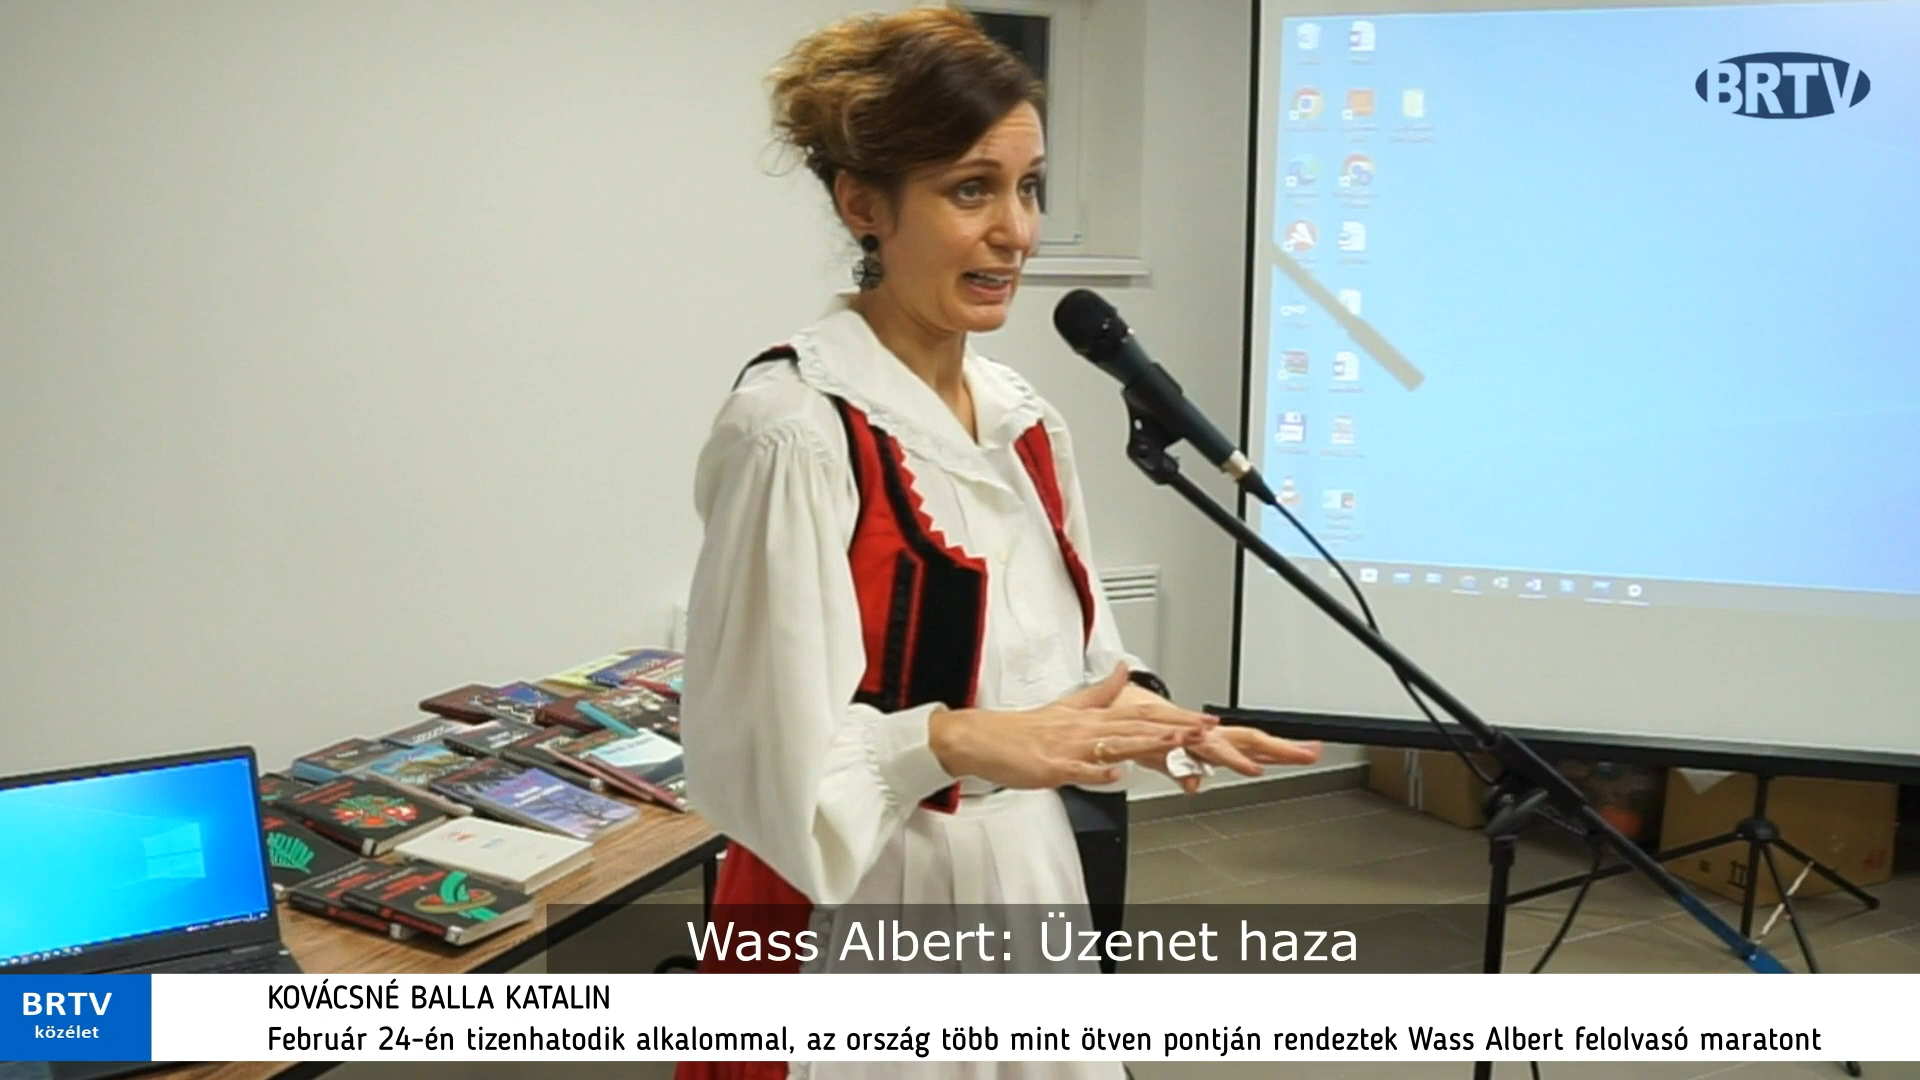 BRTV
Wass Albert: Üzenet haza
BRTV
közélet
KOVÁCSNÉ BALLA KATALIN
Február 24-én tizenhatodik alkalommal, az ország több mint ötven pontján rendeztek Wass Albert felolvasó maratont